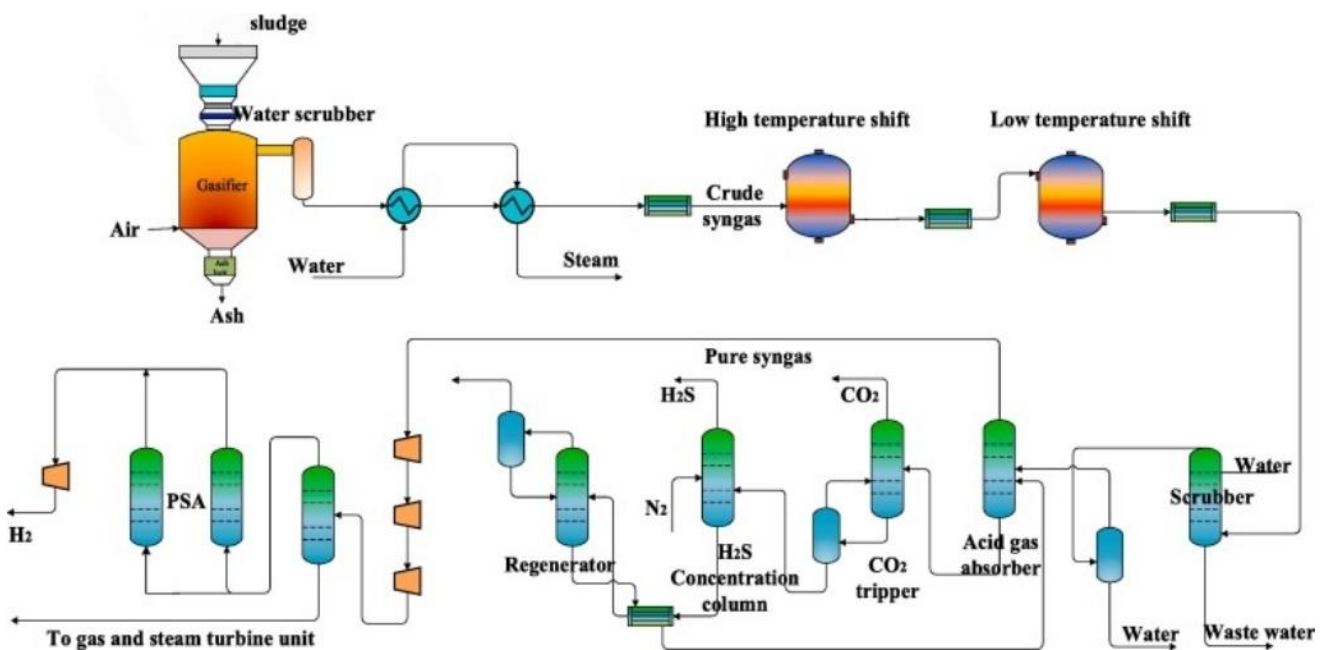 sludge
Water scrubber
Gasifier
Air
Ash
Water
Steam
Crude
syngas
High temperature shift
Low temperature shift
Pure syngas
H₂S
CO₂
N₂
H₂S
Concentration
column
CO₂
tripper
Acid gas
absorber
Water
Scrubber
Water
Waste water
Regenerator
PSA
H₂
To gas and steam turbine unit